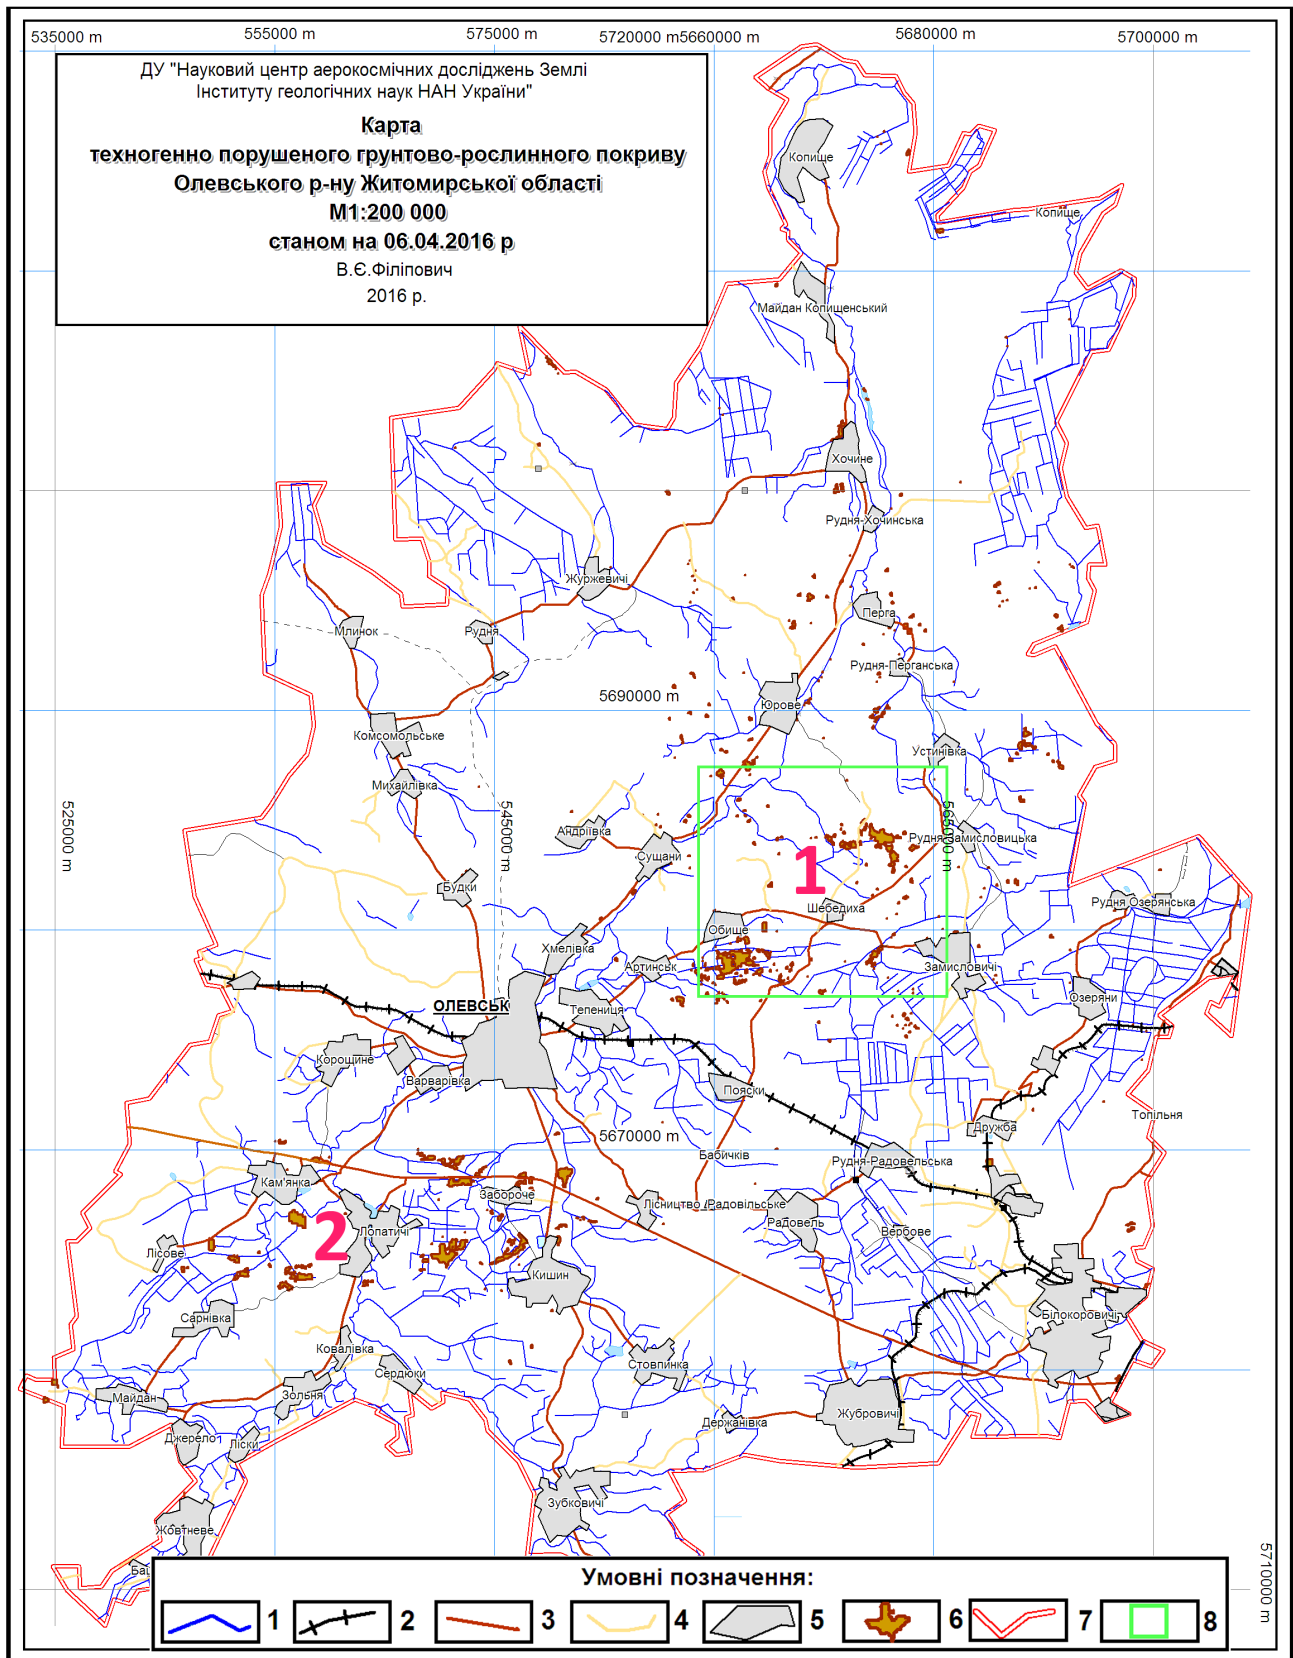 535000 m
555000 m
575000 m
5720000 m
5660000 m
5680000 m
5700000 m
ДУ "Науковий центр аерокосмічних досліджень Землі
Інституту геологічних наук НАН України"
Карта
техногенно порушеного грунтово-рослинного покриву
Олевського р-ну Житомирської області
М1:200 000
станом на 06.04.2016 р
В.Є.Філіпович
2016 р.
Копище
Копище
Майдан Копищенський
Хочине
Рудня-Хочинська
Журжевичі
Перга
Млинок
Рудня
Рудня-Перганська
5690000 m
Юрове
Комсомольське
Устинівка
Михайлівка
525000 m
545000 m
565000 m
Андріївка
Рудня-Замисловицька
Сущани
1
Будки
Рудня Озерянська
Шебедиха
Обище
Хмелівка
Артинськ
Замисловичі
Озеряни
ОЛЕВСЬК
Тепениця
Корощине
Варварівка
Пояски
Топільня
Дружба
5670000 m
Бабичків
Рудня-Радовельська
Кам'янка
Забороче
Лісництво Радовільське
Радовель
Вербове
2
Лопатичі
Лісове
Кишин
Білокоровичі
Сарнівка
Ковалівка
Стовпинка
Сердюки
Майдан
Зольня
Жубровичі
Держанівка
Джерело
Ліски
Зубковичі
Жовтневе
5710000 m
Умовні позначення:
1
2
3
4
5
6
7
8